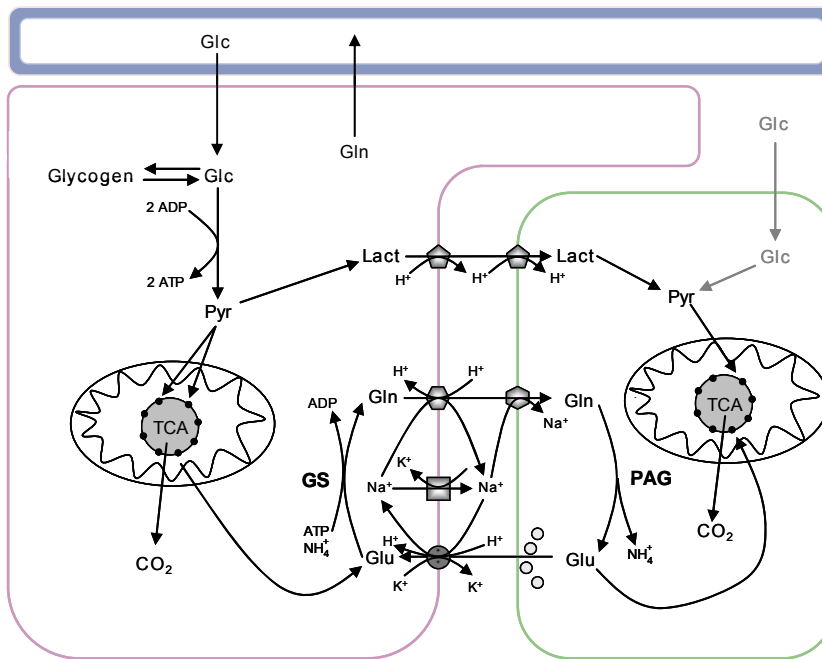 Glc
Gln
Glycogen
Glc
2 ADP
2 ATP
Pyr
Lact
H⁺
H⁺
H⁺
H⁺
Lact
Glc
Glc
Pyr
TCA
CO₂
ADP
GS
ATP
NH₄⁺
Gln
H⁺
H⁺
Gln
Na⁺
K⁺
Na⁺
Na⁺
PAG
Glu
H⁺
H⁺
K⁺
K⁺
Glu
NH₄⁺
TCA
CO₂